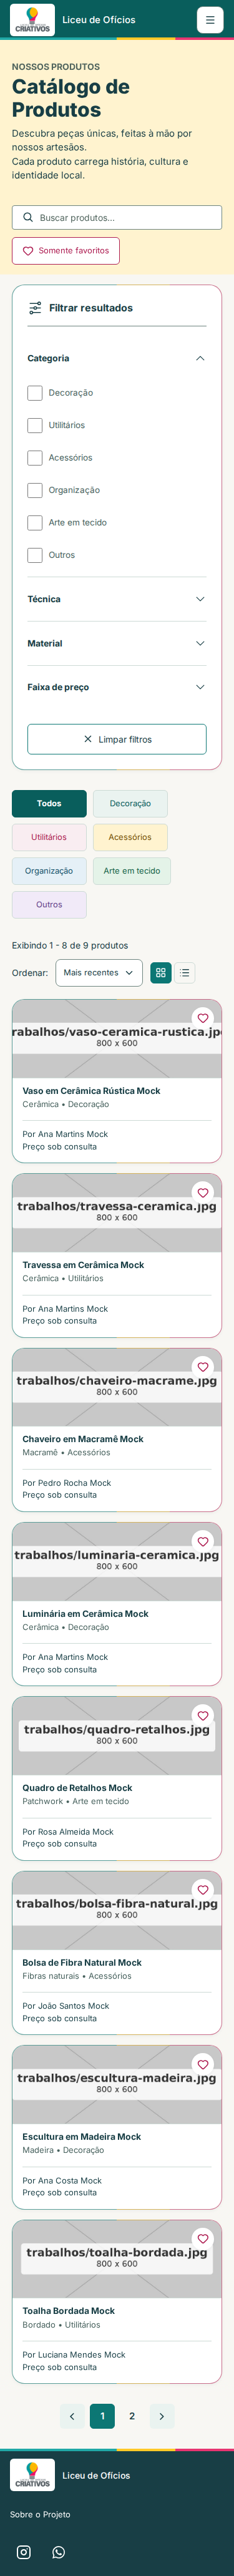 CRIATIVOS
Liceu de Ofícios
NOSSOS PRODUTOS
Catálogo de
Produtos
Descubra peças únicas, feitas à mão por
nossos artesãos.
Cada produto carrega história, cultura e
identidade local.
Buscar produtos...
Somente favoritos
Filtrar resultados
Categoria
Decoração
Utilitários
Acessórios
Organização
Arte em tecido
Outros
Técnica
Material
Faixa de preço
Limpar filtros
Todos
Decoração
Utilitários
Acessórios
Organização
Arte em tecido
Outros
Exibindo 1 - 8 de 9 produtos
Ordenar:
Mais recentes
rabalhos/vaso-ceramica-rustica.jp
800 x 600
Vaso em Cerâmica Rústica Mock
Cerâmica • Decoração
Por Ana Martins Mock
Preço sob consulta
trabalhos/travessa-ceramica.jpg
800 x 600
Travessa em Cerâmica Mock
Cerâmica • Utilitários
Por Ana Martins Mock
Preço sob consulta
trabalhos/chaveiro-macrame.jpg
800 x 600
Chaveiro em Macramê Mock
Macramê • Acessórios
Por Pedro Rocha Mock
Preço sob consulta
trabalhos/luminaria-ceramica.jpg
800 x 600
Luminária em Cerâmica Mock
Cerâmica • Decoração
Por Ana Martins Mock
Preço sob consulta
trabalhos/quadro-retalhos.jpg
800 x 600
Quadro de Retalhos Mock
Patchwork • Arte em tecido
Por Rosa Almeida Mock
Preço sob consulta
trabalhos/bolsa-fibra-natural.jpg
800 x 600
Bolsa de Fibra Natural Mock
Fibras naturais • Acessórios
Por João Santos Mock
Preço sob consulta
trabalhos/escultura-madeira.jpg
800 x 600
Escultura em Madeira Mock
Madeira • Decoração
Por Ana Costa Mock
Preço sob consulta
trabalhos/toalha-bordada.jpg
800 x 600
Toalha Bordada Mock
Bordado • Utilitários
Por Luciana Mendes Mock
Preço sob consulta
1
2
CRIATIVOS
Liceu de Ofícios
Sobre o Projeto